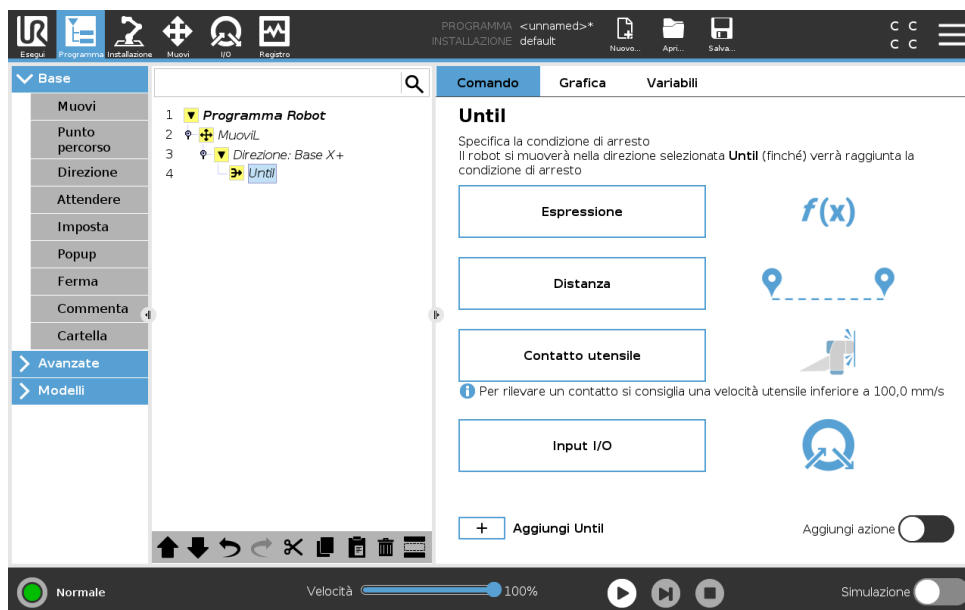 UR
PROGRAMMA <unnamed>*
INSTALLAZIONE default
C C
C C
Esegui Programma Installazione Muovi I/O Registro Nuovo... Apri... Salva...
Base
Muovi
Punto
percorso
Direzione
Attendere
Imposta
Popup
Ferma
Commenta
Cartella
Avanzate
Modelli
1 Programma Robot
2 MuoviL
3 Direzione: Base X+
4 Until
Comando Grafica Variabili
Until
Specifica la condizione di arresto
Il robot si muoverà nella direzione selezionata Until (finché) verrà raggiunta la
condizione di arresto
Espressione
f(x)
Distanza
Contatto utensile
Per rilevare un contatto si consiglia una velocità utensile inferiore a 100,0 mm/s
Input I/O
+ Aggiungi Until Aggiungi azione
Normale Velocità 100% Simulazione